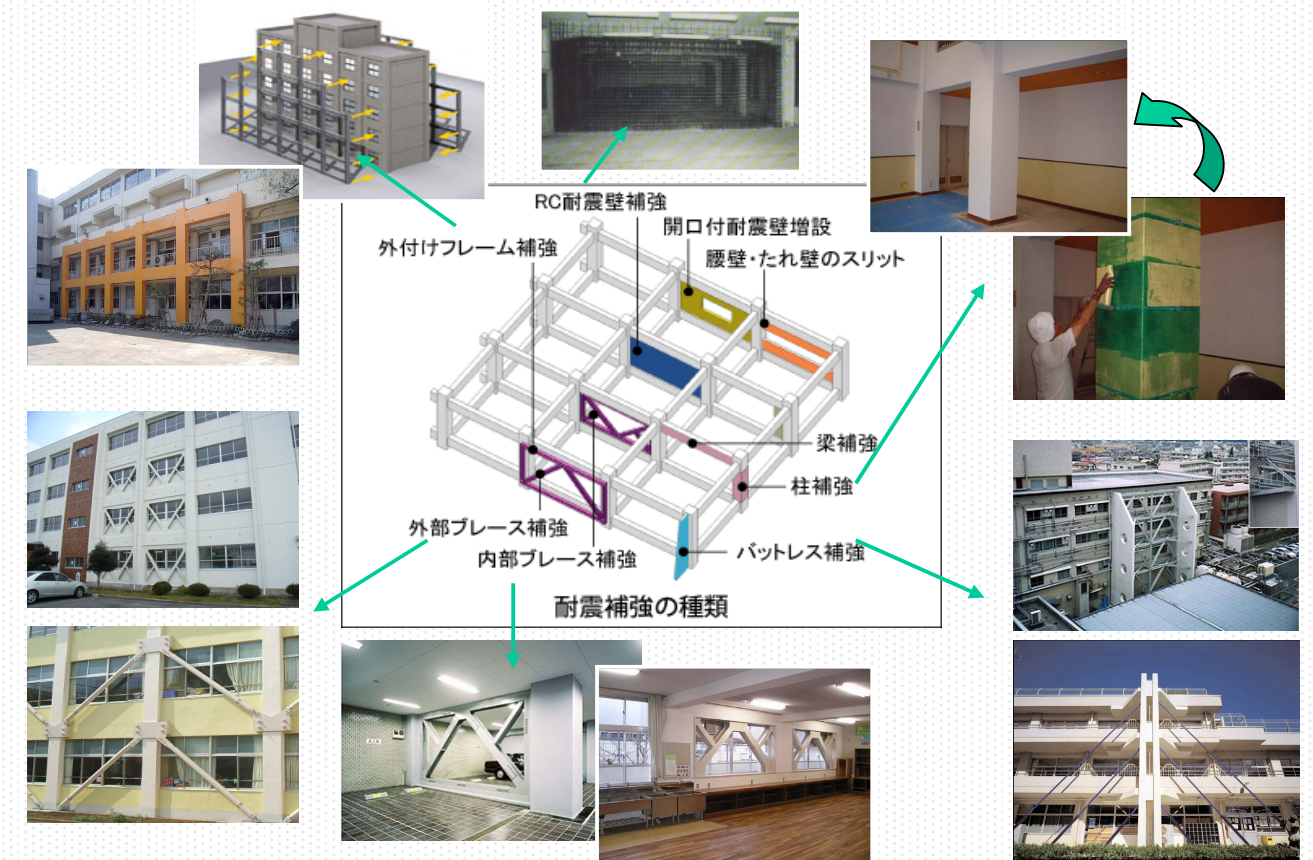 RC耐震壁補強
開口付耐震壁増設
外付けフレーム補強
腰壁・たれ壁のスリット
梁補強
柱補強
外部ブレース補強
内部ブレース補強
バットレス補強
耐震補強の種類